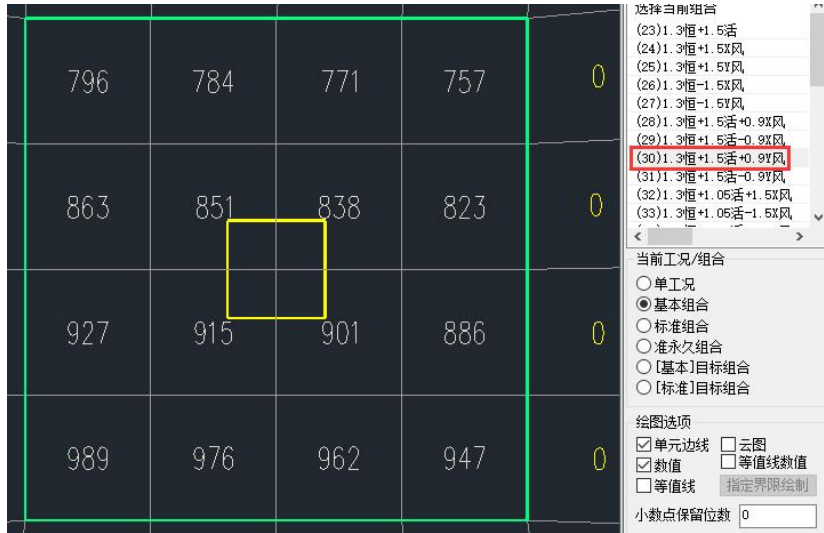 796 784 771 757 0
863 851 838 823 0
927 915 901 886 0
989 976 962 947 0
选择当前组合
(23)1.3恒+1.5活
(24)1.3恒+1.5X风
(25)1.3恒+1.5Y风
(26)1.3恒-1.5X风
(27)1.3恒-1.5Y风
(28)1.3恒+1.5活+0.9X风
(29)1.3恒+1.5活-0.9X风
(30)1.3恒+1.5活+0.9Y风
(31)1.3恒+1.5活-0.9Y风
(32)1.3恒+1.05活+1.5X风
(33)1.3恒+1.05活-1.5X风
当前工况/组合
单工况
基本组合
标准组合
准永久组合
[基本]目标组合
[标准]目标组合
绘图选项
单元边线 云图
数值 等值线数值
等值线 指定界限绘制
小数点保留位数 0